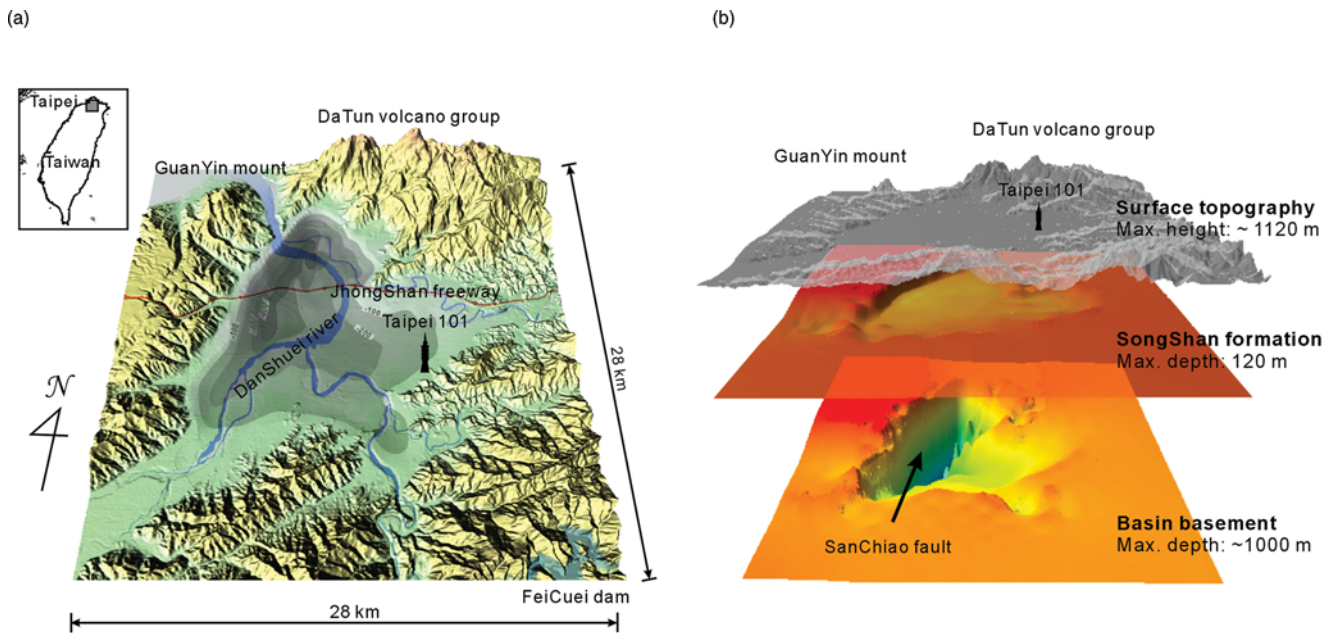 (a)
Taipei
Taiwan
DaTun volcano group
GuanYin mount
JhongShan freeway
Taipei 101
DanShuei river
-100
N
28 km
FeiCuei dam
28 km
(b)
DaTun volcano group
GuanYin mount
Taipei 101
Surface topography
Max. height: ~ 1120 m
SongShan formation
Max. depth: 120 m
Basin basement
Max. depth: ~1000 m
SanChiao fault